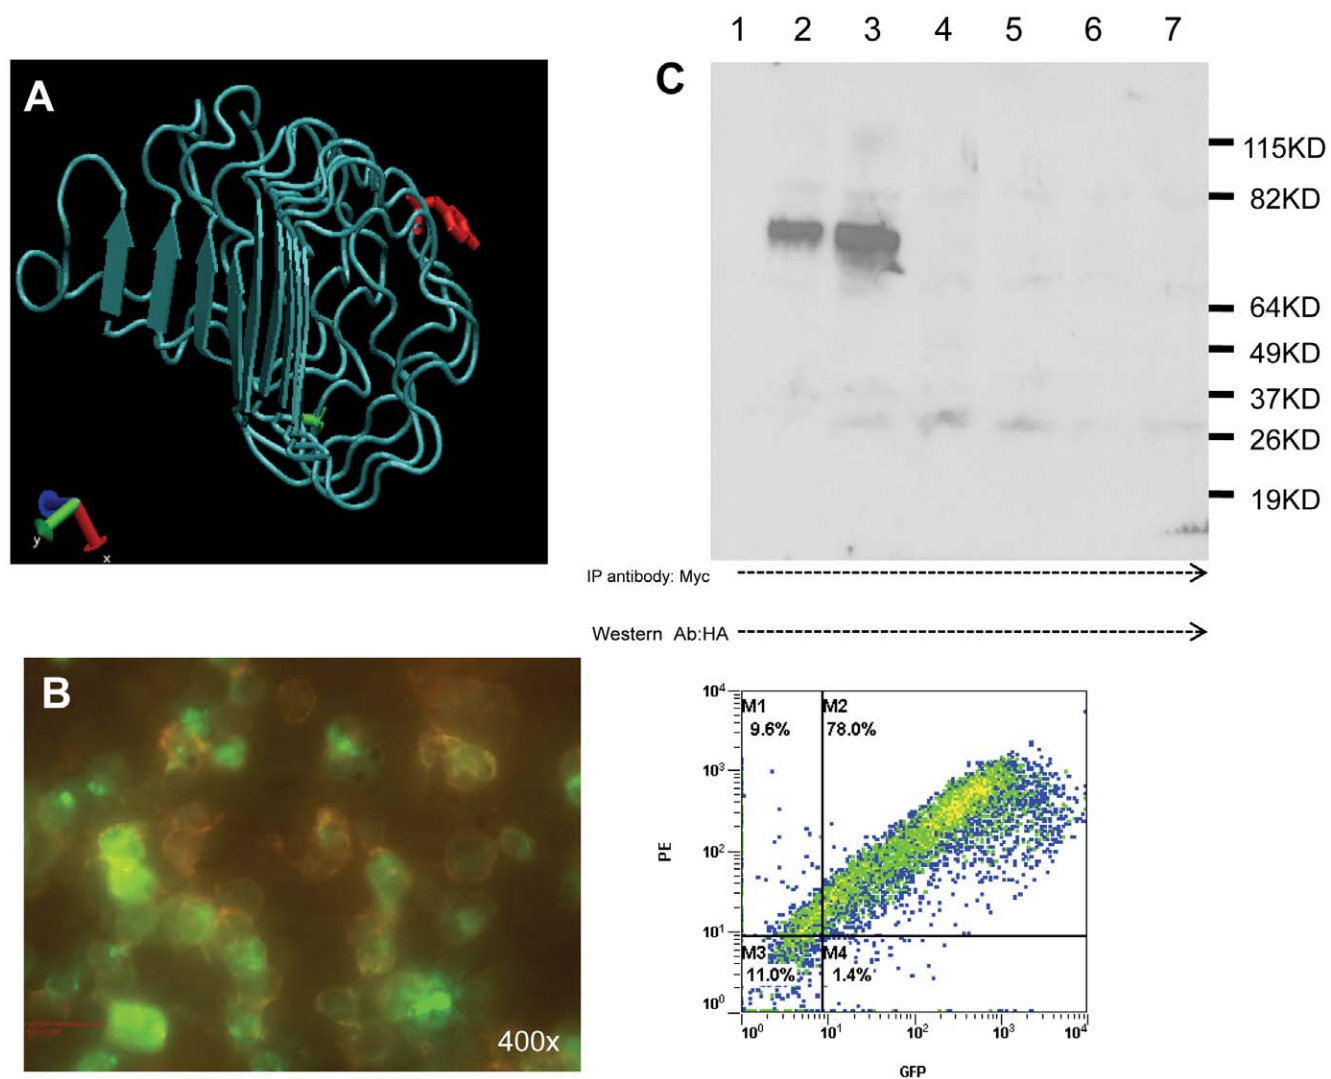 1 2 3 4 5 6 7
A
C
115KD
82KD
64KD
49KD
37KD
26KD
19KD
y
x
IP antibody: Myc
Western Ab:HA
B
400x
10⁴
M1 M2
9.6% 78.0%
10³
PE
10²
10¹
M3 M4
11.0% 1.4%
10⁰
10⁰ 10¹ 10² 10³ 10⁴
GFP